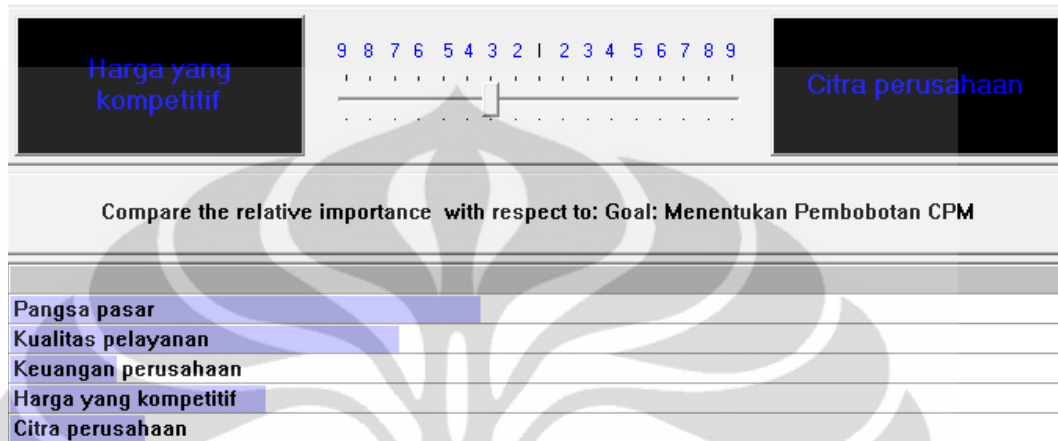 Harga yang
kompetitif
9 8 7 6 5 4 3 2 | 2 3 4 5 6 7 8 9
Citra perusahaan
Compare the relative importance with respect to: Goal: Menentukan Pembobotan CPM
Pangsa pasar
Kualitas pelayanan
Keuangan perusahaan
Harga yang kompetitif
Citra perusahaan